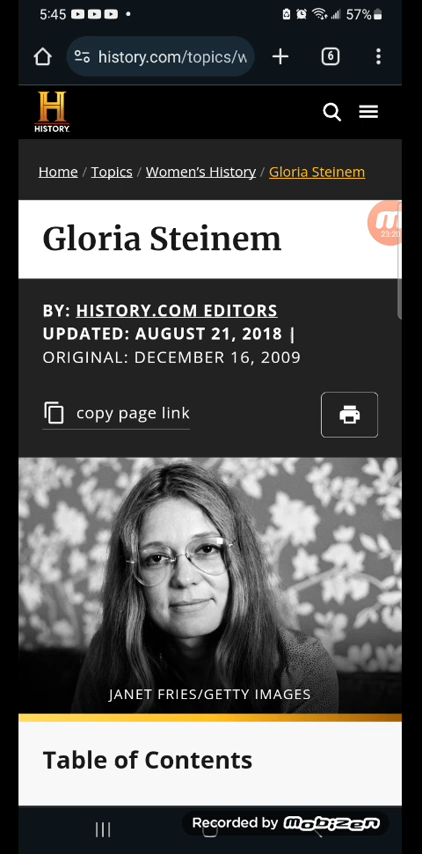 5:45
57%
history.com/topics/w
6
H
HISTORY.
Home / Topics / Women's History / Gloria Steinem
Gloria Steinem
23:20
BY: HISTORY.COM EDITORS
UPDATED: AUGUST 21, 2018 |
ORIGINAL: DECEMBER 16, 2009
copy page link
JANET FRIES/GETTY IMAGES
Table of Contents
Recorded by mobizen